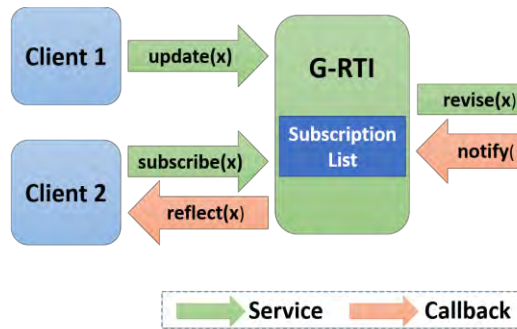 Client 1
update(x)
G-RTI
revise(x)
Subscription
List
notify(
Client 2
subscribe(x)
reflect(x)
Service
Callback